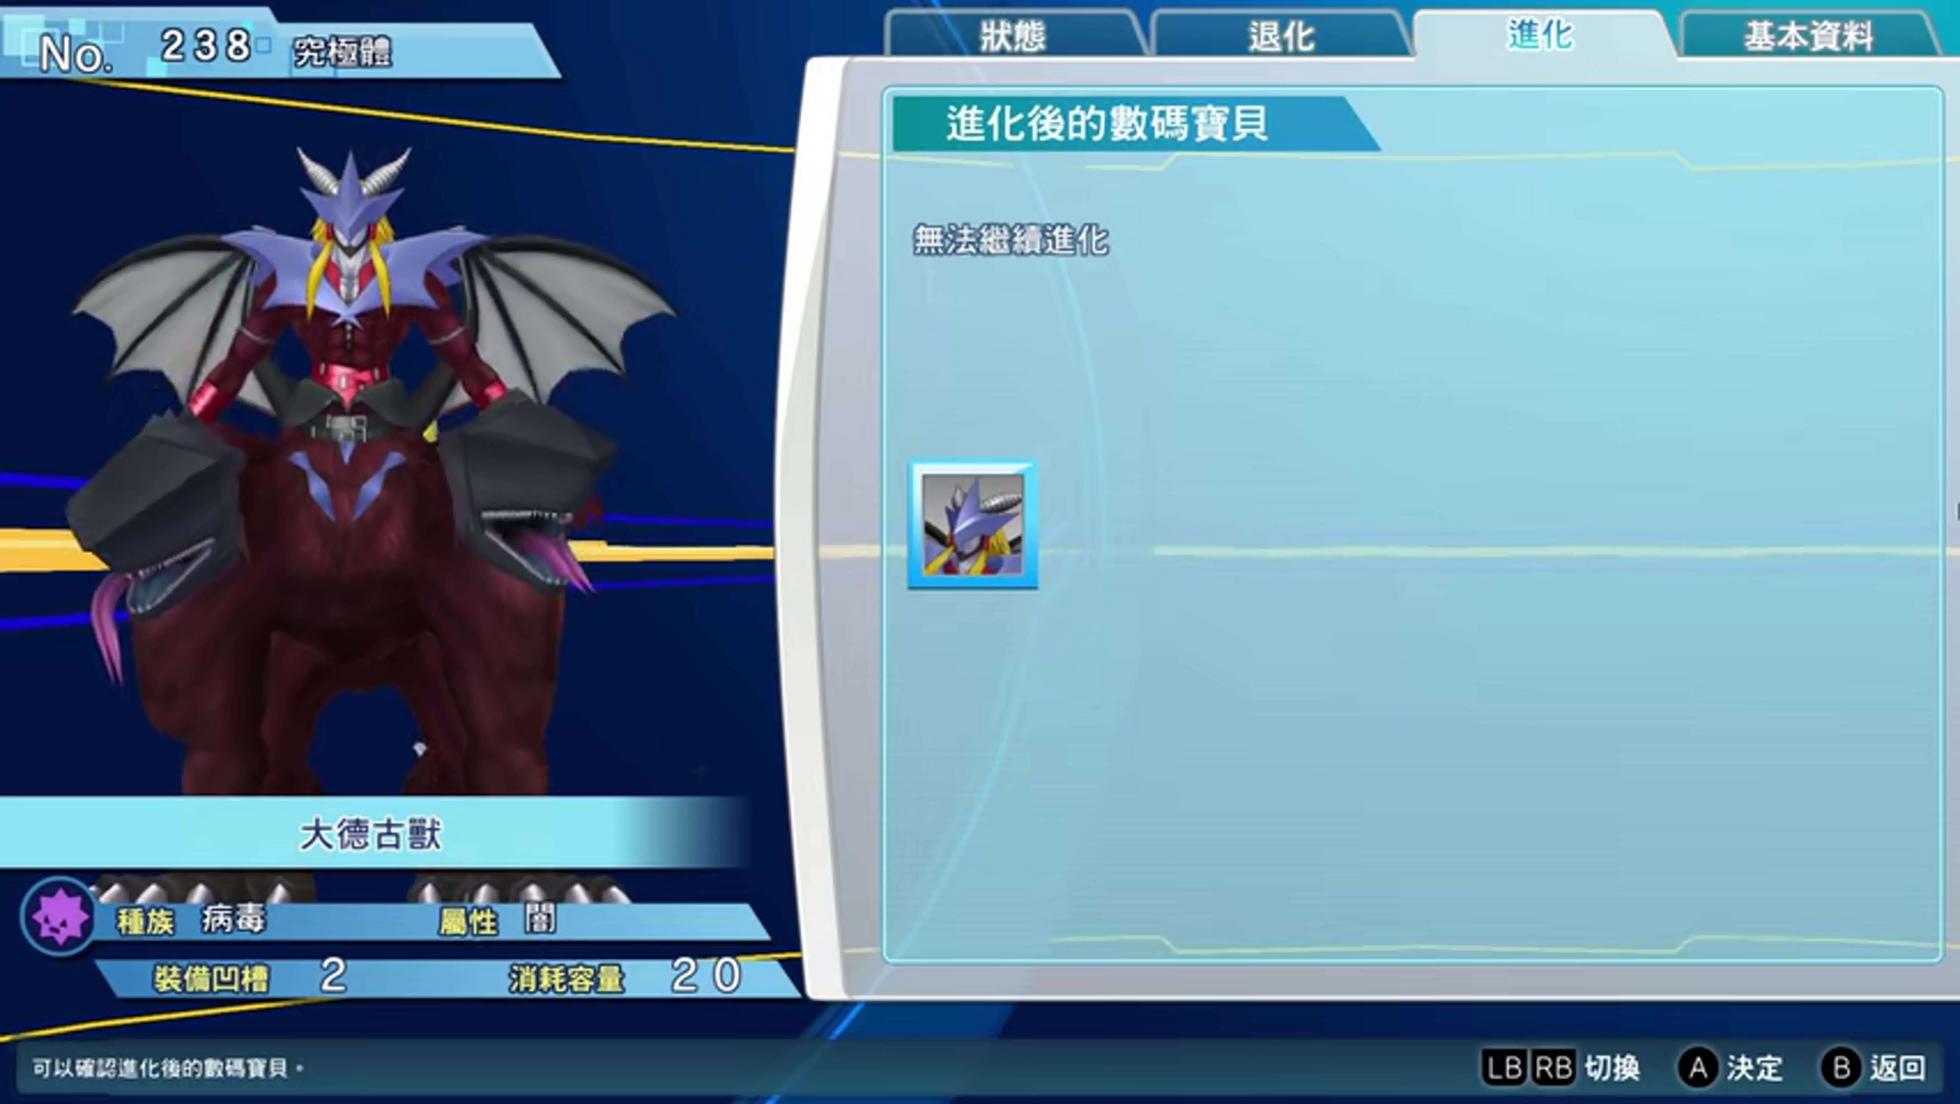 No. 238 究極體
狀態 退化 進化 基本資料
進化後的數碼寶貝
無法繼續進化
大德古獸
種族 病毒 屬性 闇
裝備凹槽 2 消耗容量 20
可以確認進化後的數碼寶貝。
LB RB 切換 A 決定 B 返回